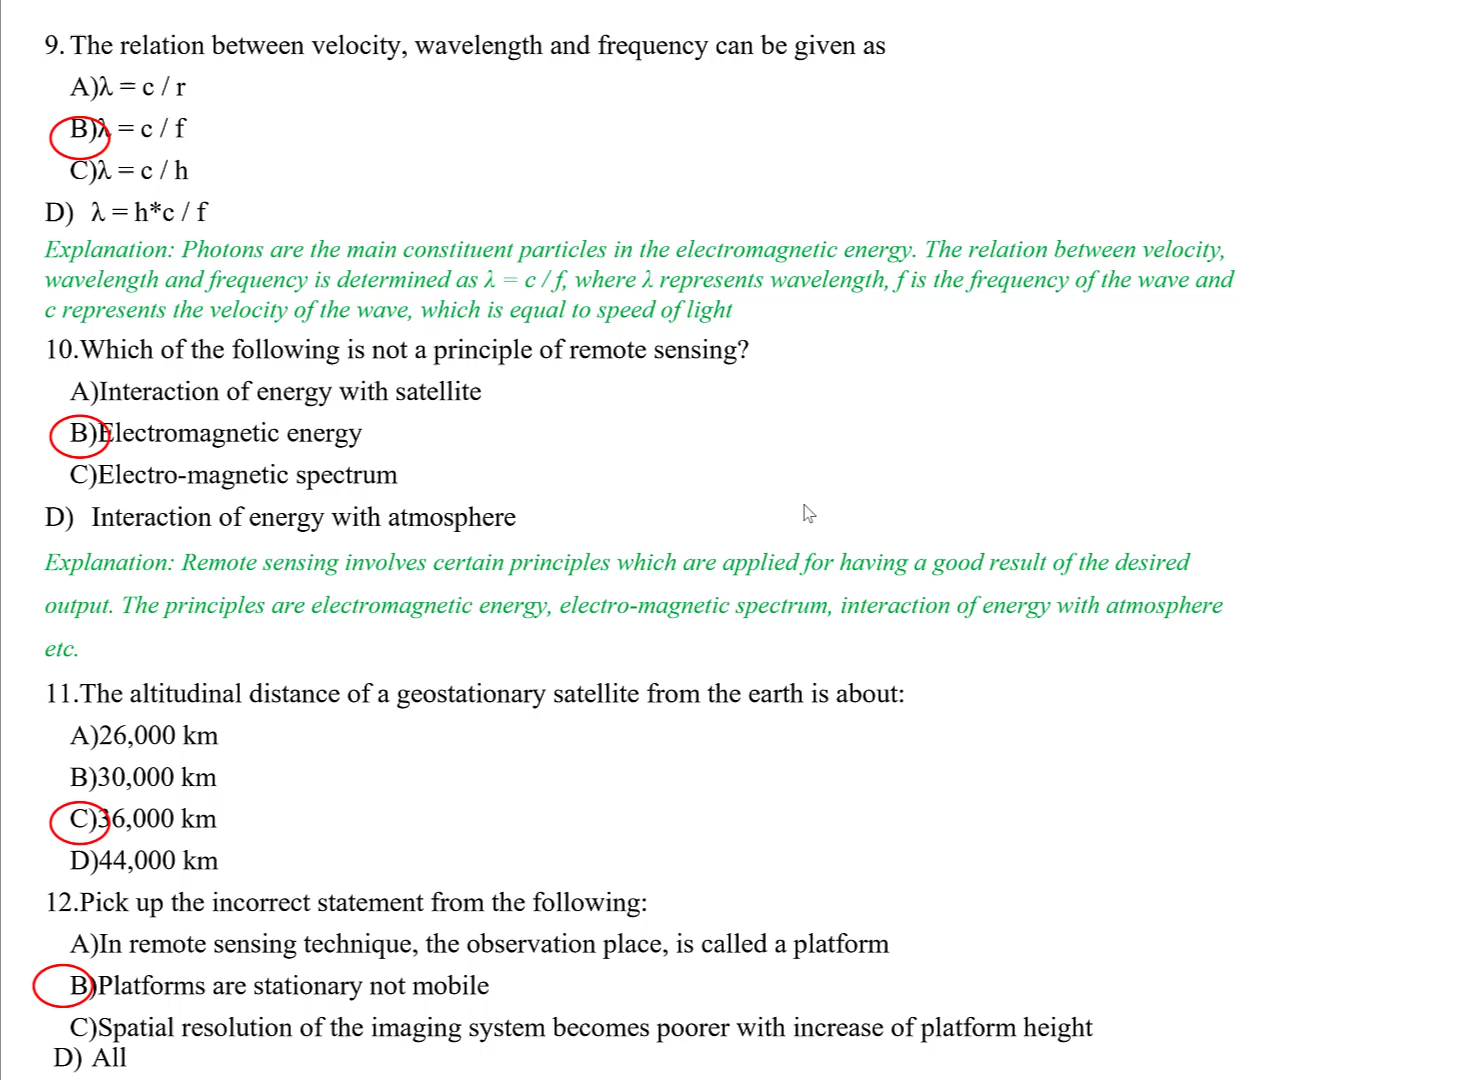 9. The relation between velocity, wavelength and frequency can be given as
A)λ = c / r
B)λ = c / f
C)λ = c / h
D) λ = h*c / f
Explanation: Photons are the main constituent particles in the electromagnetic energy. The relation between velocity,
wavelength and frequency is determined as λ = c / f, where λ represents wavelength, f is the frequency of the wave and
c represents the velocity of the wave, which is equal to speed of light
10.Which of the following is not a principle of remote sensing?
A)Interaction of energy with satellite
B)Electromagnetic energy
C)Electro-magnetic spectrum
D) Interaction of energy with atmosphere
Explanation: Remote sensing involves certain principles which are applied for having a good result of the desired
output. The principles are electromagnetic energy, electro-magnetic spectrum, interaction of energy with atmosphere
etc.
11.The altitudinal distance of a geostationary satellite from the earth is about:
A)26,000 km
B)30,000 km
C)36,000 km
D)44,000 km
12.Pick up the incorrect statement from the following:
A)In remote sensing technique, the observation place, is called a platform
B)Platforms are stationary not mobile
C)Spatial resolution of the imaging system becomes poorer with increase of platform height
D) All